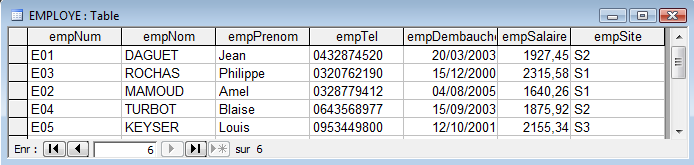 EMPLOYE : Table
empNum empNom empPrenom empTel empDembauche empSalaire empSite
E01 DAGUET Jean 0432874520 20/03/2003 1927,45 S2
E03 ROCHAS Philippe 0320762190 15/12/2000 2315,58 S1
E02 MAMOUD Amel 0328779412 04/08/2005 1640,26 S1
E04 TURBOT Blaise 0643568977 15/09/2003 1875,92 S2
E05 KEYSER Louis 0953449800 12/10/2001 2155,34 S3
Enr : 6 sur 6